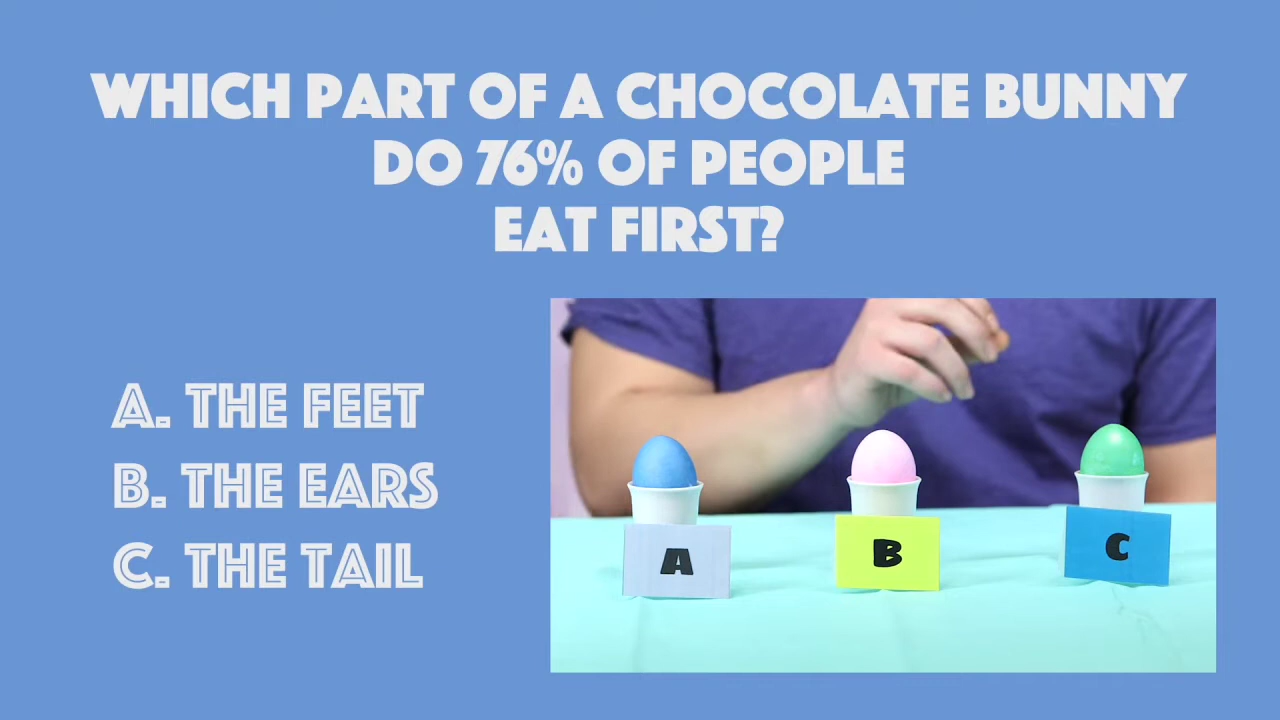 WHICH PART OF A CHOCOLATE BUNNY
DO 76% OF PEOPLE
EAT FIRST?
A. THE FEET
B. THE EARS
C. THE TAIL
A
B
C